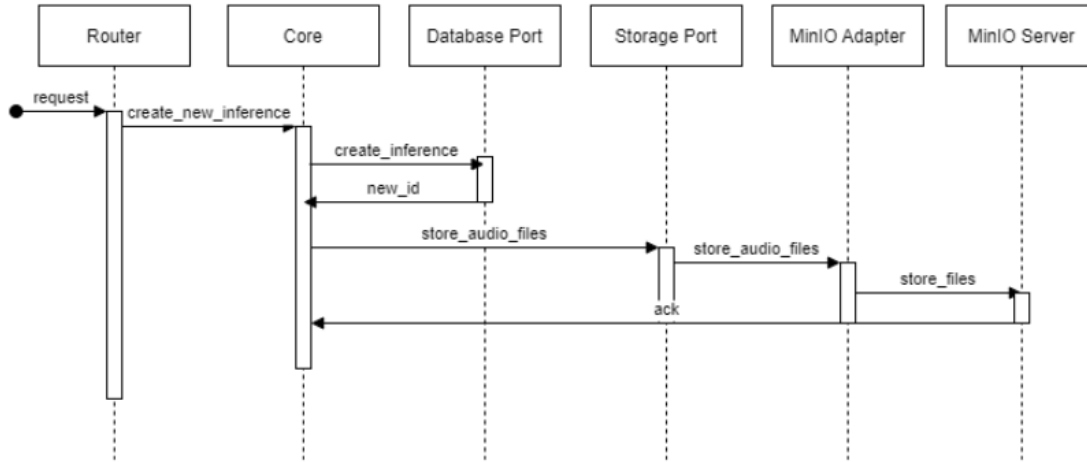 Router
Core
Database Port
Storage Port
MinIO Adapter
MinIO Server
request
create_new_inference
create_inference
new_id
store_audio_files
store_audio_files
store_files
ack